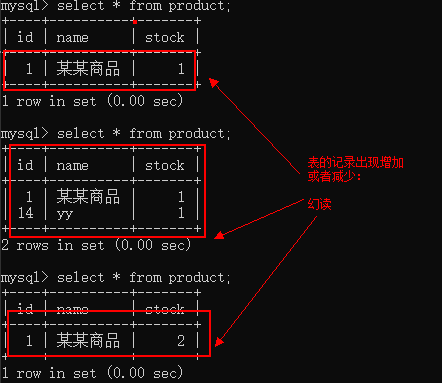 mysql> select * from product;
| id | name | stock |
| 1 | 某某商品 | 1 |
1 row in set (0.00 sec)
mysql> select * from product;
| id | name | stock |
| 1 | 某某商品 | 1 |
| 14 | yy | 1 |
2 rows in set (0.00 sec)
mysql> select * from product;
| id | name | stock |
| 1 | 某某商品 | 2 |
1 row in set (0.00 sec)
表的记录出现增加
或者减少：
幻读